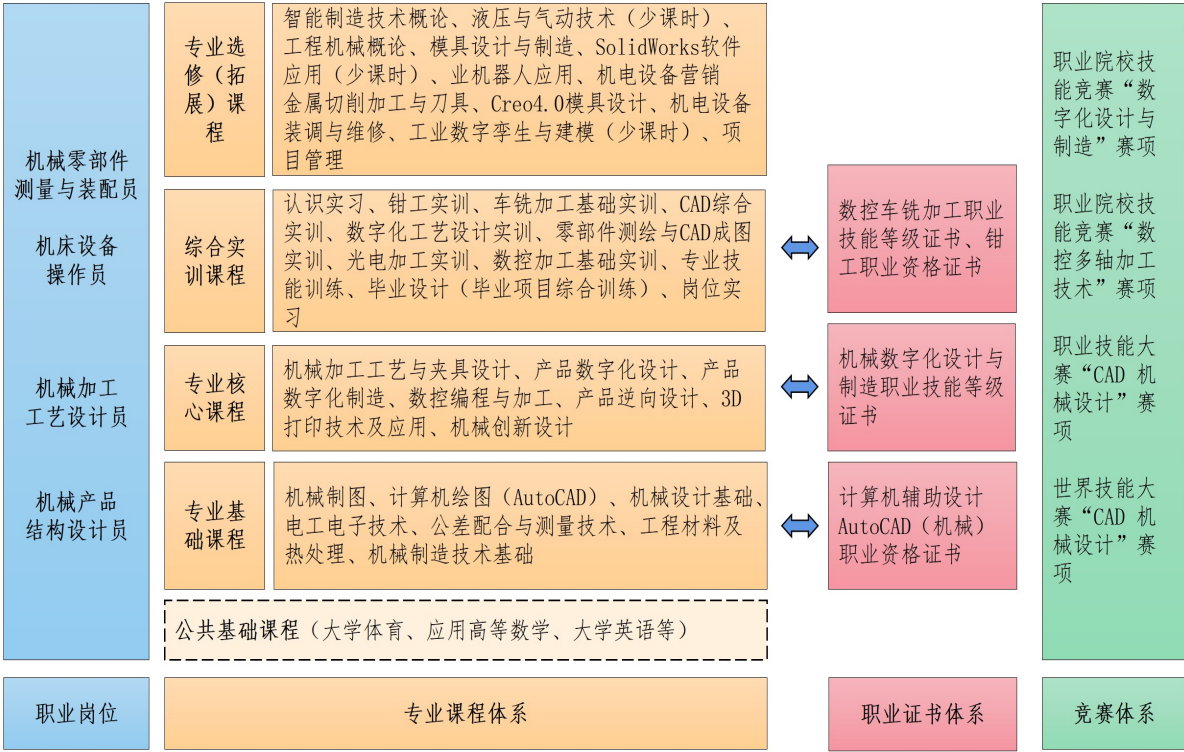 机械零部件
测量与装配员
机床设备
操作员
机械加工
工艺设计员
机械产品
结构设计员
专业选
修（拓
展）课
程
智能制造技术概论、液压与气动技术（少课时）、
工程机械概论、模具设计与制造、SolidWorks软件
应用（少课时）、业机器人应用、机电设备营销
金属切削加工与刀具、Creo4.0模具设计、机电设备
装调与维修、工业数字孪生与建模（少课时）、项
目管理
综合实
训课程
认识实习、钳工实训、车铣加工基础实训、CAD综合
实训、数字化工艺设计实训、零部件测绘与CAD成图
实训、光电加工实训、数控加工基础实训、专业技
能训练、毕业设计（毕业项目综合训练）、岗位实
习
专业核
心课程
机械加工工艺与夹具设计、产品数字化设计、产品
数字化制造、数控编程与加工、产品逆向设计、3D
打印技术及应用、机械创新设计
专业基
础课程
机械制图、计算机绘图（AutoCAD）、机械设计基础、
电工电子技术、公差配合与测量技术、工程材料及
热处理、机械制造技术基础
公共基础课程（大学体育、应用高等数学、大学英语等）
数控车铣加工职业
技能等级证书、钳
工职业资格证书
机械数字化设计与
制造职业技能等级
证书
计算机辅助设计
AutoCAD（机械）
职业资格证书
职业院校技
能竞赛“数
字化设计与
制造”赛项
职业院校技
能竞赛“数
控多轴加工
技术”赛项
职业技能大
赛“CAD 机
械设计”赛
项
世界技能大
赛“CAD 机
械设计”赛
项
职业岗位
专业课程体系
职业证书体系
竞赛体系